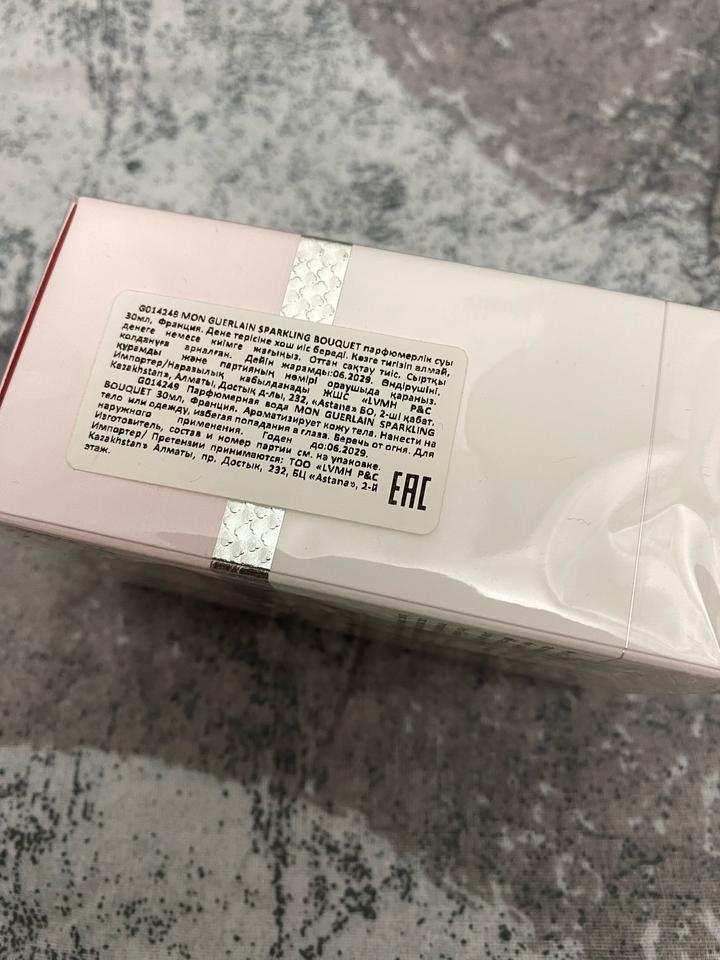 G014249 MON GUERLAIN SPARKLING BOUQUET парфюмерлік суы
30мл, Франция. Дене терісіне хош иіс береді. Көзге тигізіп алмай,
денеге немесе киімге жағыңыз. Оттан сақтау тиіс. Сыртқы
қолдануға арналған. Дейін жарамды:06.2029. Өндірушіні,
құрамды және партияның нөмірі орауышта қараңыз.
Импортер/Наразылық қабылданады ЖШС «LVMH P&C
Kazakhstan», Алматы, Достық д-лы, 232, «Astana» БО, 2-ші қабат.
G014249 Парфюмерная вода MON GUERLAIN SPARKLING
BOUQUET 30мл, Франция. Ароматизирует кожу тела. Нанести на
тело или одежду, избегая попадания в глаза. Беречь от огня. Для
наружного применения. Годен до:06.2029.
Изготовитель, состав и номер партии см. на упаковке.
Импортер/ Претензии принимаются: ТОО «LVMH P&C
Kazakhstan» Алматы, пр. Достык, 232, БЦ «Astana», 2-й
этаж.
EAC